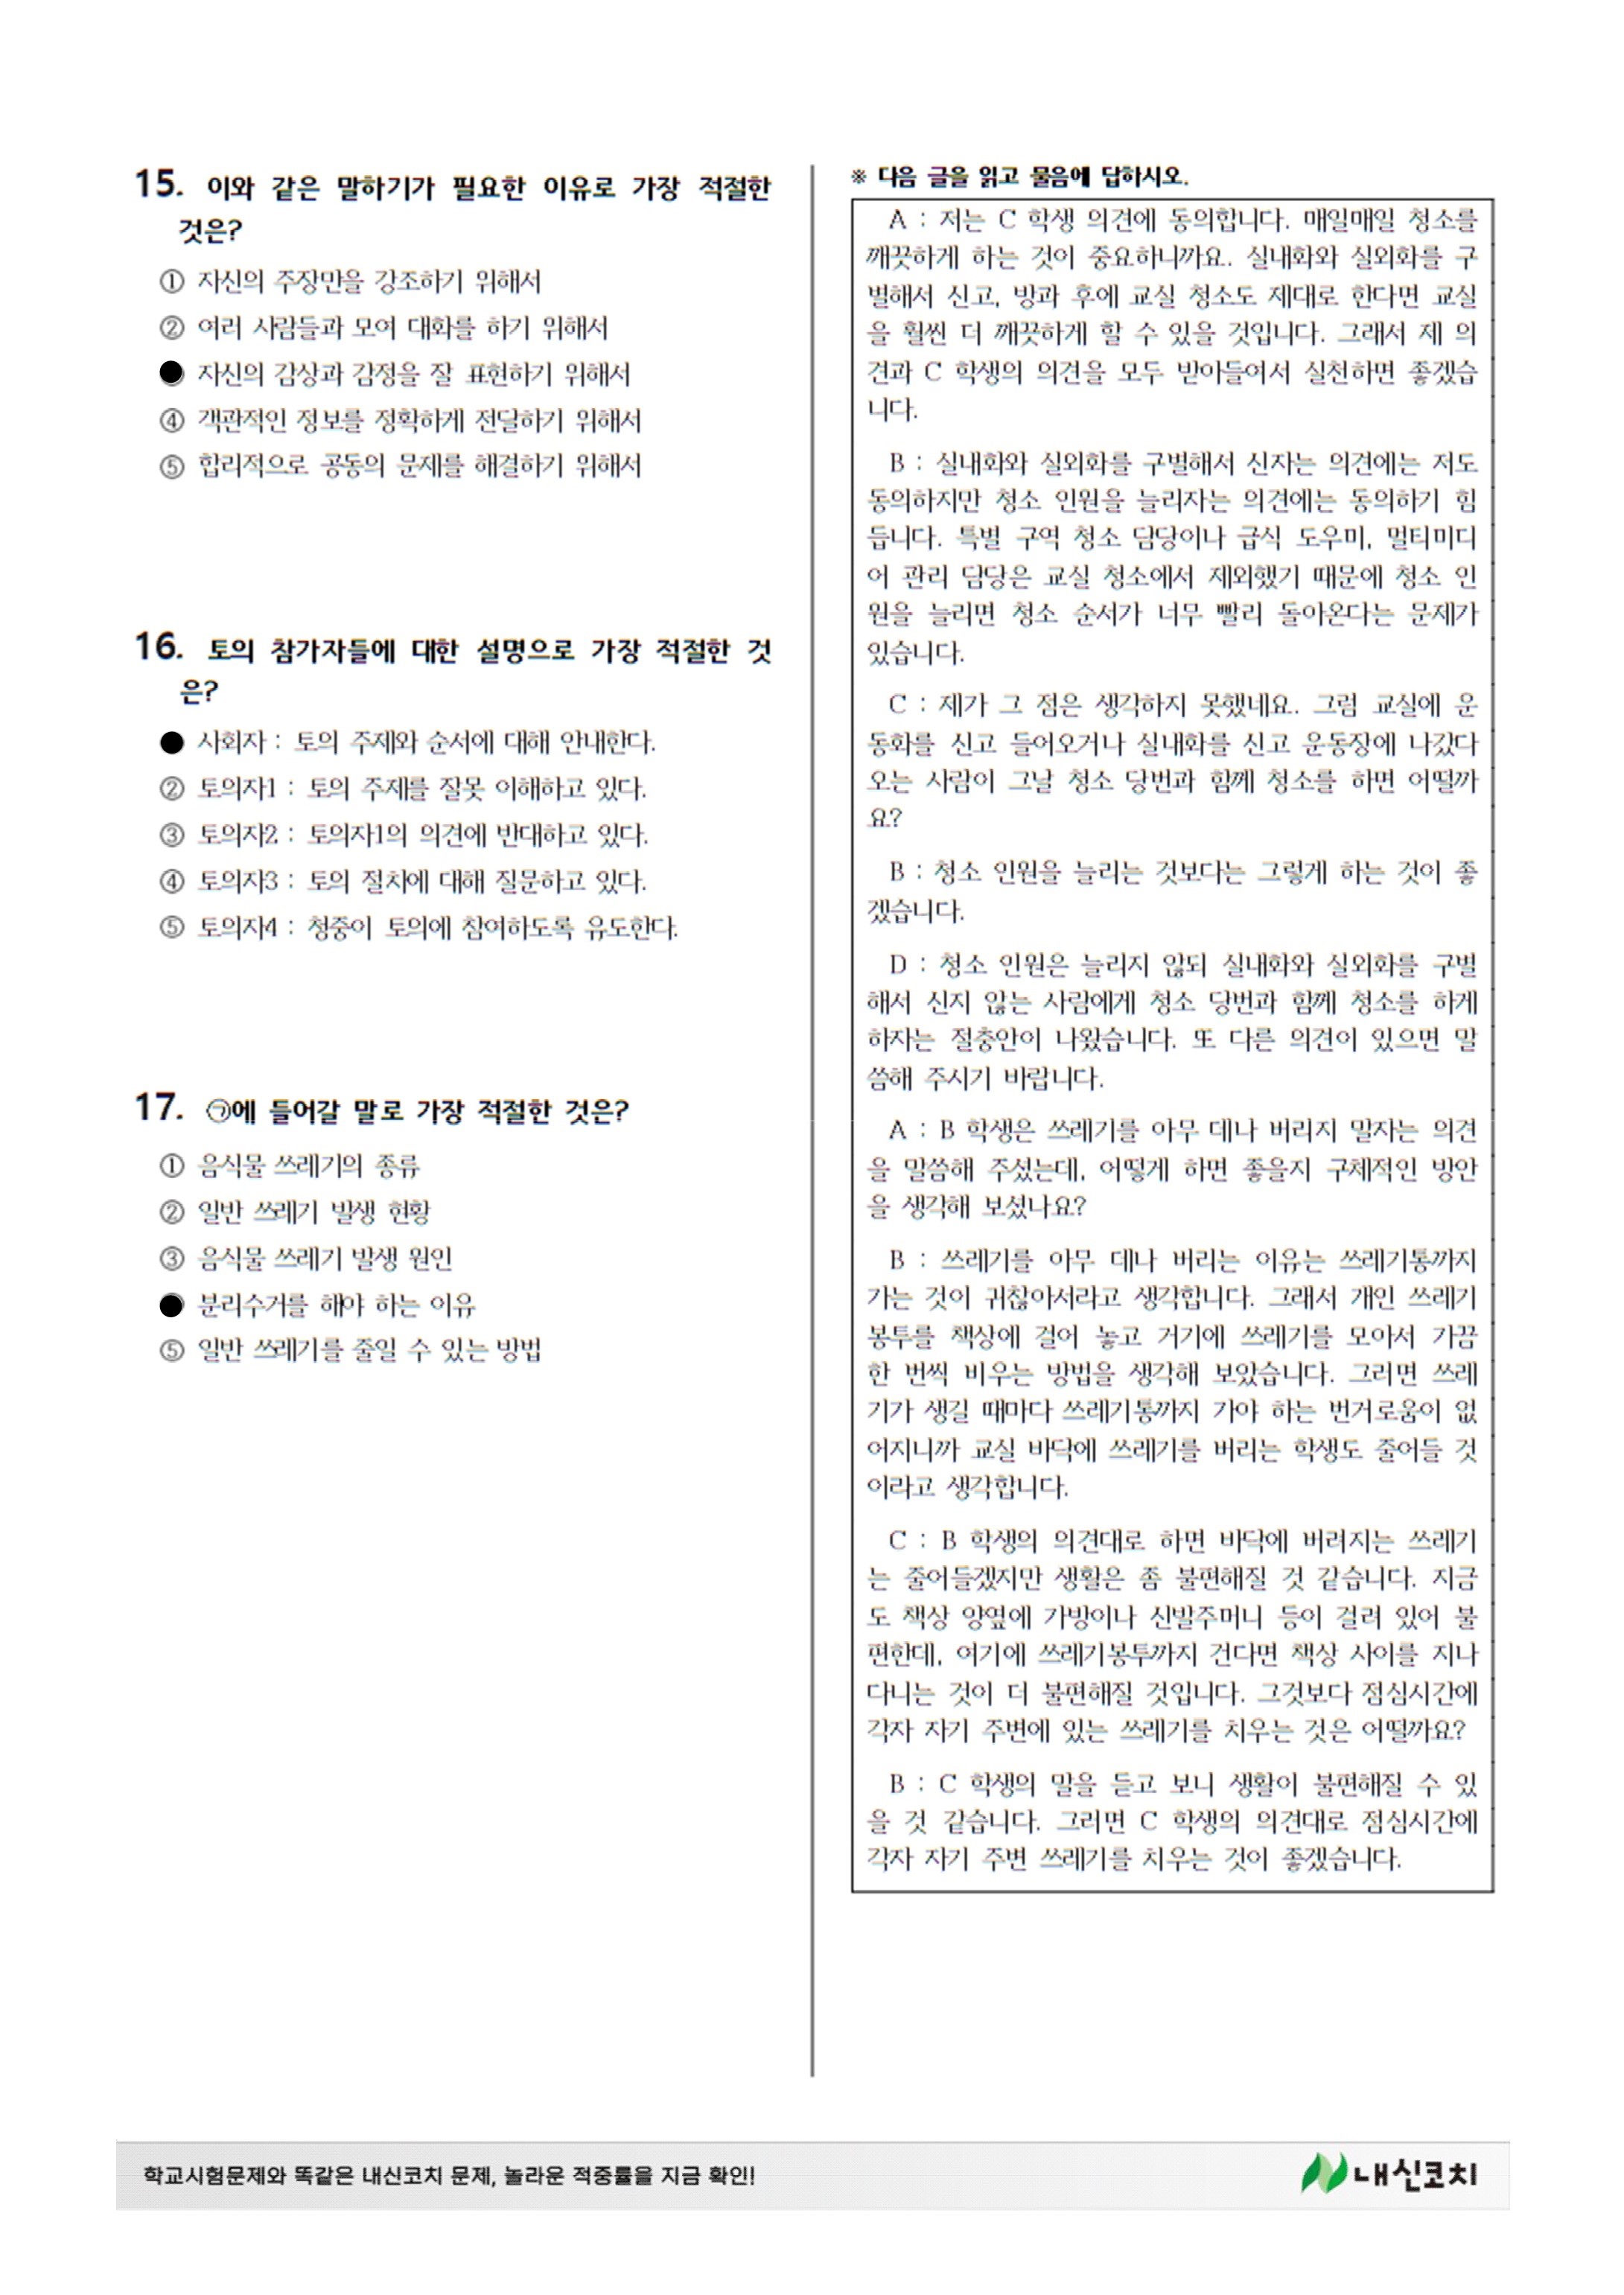 15. 이와 같은 말하기가 필요한 이유로 가장 적절한
것은?
① 자신의 주장만을 강조하기 위해서
② 여러 사람들과 모여 대화를 하기 위해서
● 자신의 감상과 감정을 잘 표현하기 위해서
④ 객관적인 정보를 정확하게 전달하기 위해서
⑤ 합리적으로 공동의 문제를 해결하기 위해서
16. 토의 참가자들에 대한 설명으로 가장 적절한 것
은?
● 사회자 : 토의 주제와 순서에 대해 안내한다.
② 토의자1 : 토의 주제를 잘못 이해하고 있다.
③ 토의자2 : 토의자1의 의견에 반대하고 있다.
④ 토의자3 : 토의 절차에 대해 질문하고 있다.
⑤ 토의자4 : 청중이 토의에 참여하도록 유도한다.
17. ㉠에 들어갈 말로 가장 적절한 것은?
① 음식물 쓰레기의 종류
② 일반 쓰레기 발생 현황
③ 음식물 쓰레기 발생 원인
● 분리수거를 해야 하는 이유
⑤ 일반 쓰레기를 줄일 수 있는 방법
※ 다음 글을 읽고 물음에 답하시오.
A : 저는 C 학생 의견에 동의합니다. 매일매일 청소를
깨끗하게 하는 것이 중요하니까요. 실내화와 실외화를 구
별해서 신고, 방과 후에 교실 청소도 제대로 한다면 교실
을 훨씬 더 깨끗하게 할 수 있을 것입니다. 그래서 제 의
견과 C 학생의 의견을 모두 받아들여서 실천하면 좋겠습
니다.
B : 실내화와 실외화를 구별해서 신자는 의견에는 저도
동의하지만 청소 인원을 늘리자는 의견에는 동의하기 힘
듭니다. 특별 구역 청소 담당이나 급식 도우미, 멀티미디
어 관리 담당은 교실 청소에서 제외했기 때문에 청소 인
원을 늘리면 청소 순서가 너무 빨리 돌아온다는 문제가
있습니다.
C : 제가 그 점은 생각하지 못했네요. 그럼 교실에 운
동화를 신고 들어오거나 실내화를 신고 운동장에 나갔다
오는 사람이 그날 청소 당번과 함께 청소를 하면 어떨까
요?
B : 청소 인원을 늘리는 것보다는 그렇게 하는 것이 좋
겠습니다.
D : 청소 인원은 늘리지 않되 실내화와 실외화를 구별
해서 신지 않는 사람에게 청소 당번과 함께 청소를 하게
하자는 절충안이 나왔습니다. 또 다른 의견이 있으면 말
씀해 주시기 바랍니다.
A : B 학생은 쓰레기를 아무 데나 버리지 말자는 의견
을 말씀해 주셨는데, 어떻게 하면 좋을지 구체적인 방안
을 생각해 보셨나요?
B : 쓰레기를 아무 데나 버리는 이유는 쓰레기통까지
가는 것이 귀찮아서라고 생각합니다. 그래서 개인 쓰레기
봉투를 책상에 걸어 놓고 거기에 쓰레기를 모아서 가끔
한 번씩 비우는 방법을 생각해 보았습니다. 그러면 쓰레
기가 생길 때마다 쓰레기통까지 가야 하는 번거로움이 없
어지니까 교실 바닥에 쓰레기를 버리는 학생도 줄어들 것
이라고 생각합니다.
C : B 학생의 의견대로 하면 바닥에 버려지는 쓰레기
는 줄어들겠지만 생활은 좀 불편해질 것 같습니다. 지금
도 책상 양옆에 가방이나 신발주머니 등이 걸려 있어 불
편한데, 여기에 쓰레기봉투까지 건다면 책상 사이를 지나
다니는 것이 더 불편해질 것입니다. 그것보다 점심시간에
각자 자기 주변에 있는 쓰레기를 치우는 것은 어떨까요?
B : C 학생의 말을 듣고 보니 생활이 불편해질 수 있
을 것 같습니다. 그러면 C 학생의 의견대로 점심시간에
각자 자기 주변 쓰레기를 치우는 것이 좋겠습니다.
학교시험문제와 똑같은 내신코치 문제, 놀라운 적중률을 지금 확인!
내신코치